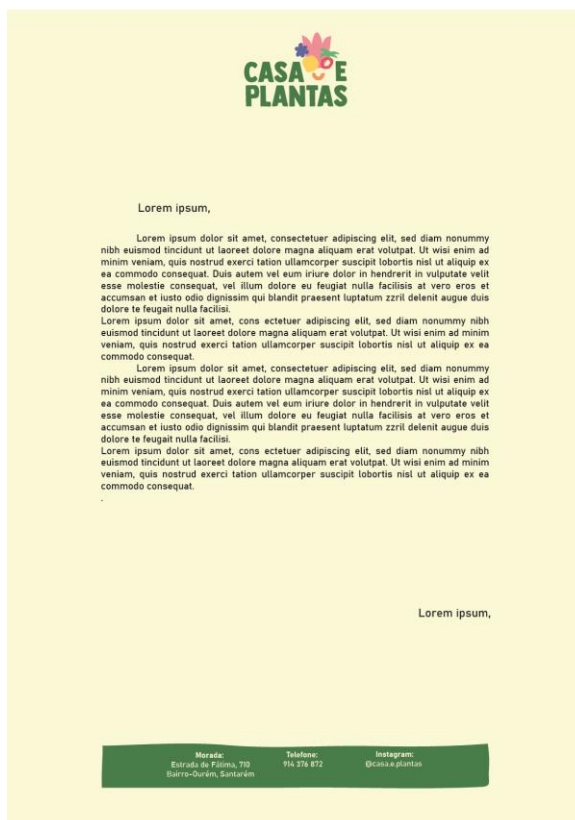 CASA E
PLANTAS
Lorem ipsum,
Lorem ipsum dolor sit amet, consectetuer adipiscing elit, sed diam nonummy
nibh euismod tincidunt ut laoreet dolore magna aliquam erat volutpat. Ut wisi enim ad
minim veniam, quis nostrud exerci tation ullamcorper suscipit lobortis nisl ut aliquip ex
ea commodo consequat. Duis autem vel eum iriure dolor in hendrerit in vulputate velit
esse molestie consequat, vel illum dolore eu feugiat nulla facilisis at vero eros et
accumsan et iusto odio dignissim qui blandit praesent luptatum zzril delenit augue duis
dolore te feugait nulla facilisi.
Lorem ipsum dolor sit amet, cons ectetuer adipiscing elit, sed diam nonummy nibh
euismod tincidunt ut laoreet dolore magna aliquam erat volutpat. Ut wisi enim ad minim
veniam, quis nostrud exerci tation ullamcorper suscipit lobortis nisl ut aliquip ex ea
commodo consequat.
Lorem ipsum dolor sit amet, consectetuer adipiscing elit, sed diam nonummy
nibh euismod tincidunt ut laoreet dolore magna aliquam erat volutpat. Ut wisi enim ad
minim veniam, quis nostrud exerci tation ullamcorper suscipit lobortis nisl ut aliquip ex
ea commodo consequat. Duis autem vel eum iriure dolor in hendrerit in vulputate velit
esse molestie consequat, vel illum dolore eu feugiat nulla facilisis at vero eros et
accumsan et iusto odio dignissim qui blandit praesent luptatum zzril delenit augue duis
dolore te feugait nulla facilisi.
Lorem ipsum dolor sit amet, cons ectetuer adipiscing elit, sed diam nonummy nibh
euismod tincidunt ut laoreet dolore magna aliquam erat volutpat. Ut wisi enim ad minim
veniam, quis nostrud exerci tation ullamcorper suscipit lobortis nisl ut aliquip ex ea
commodo consequat.
.
Lorem ipsum,
Morada:
Estrada de Fátima, 710
Bairro-Ourém, Santarém
Telefone:
914 376 872
Instagram:
@casa.e.plantas